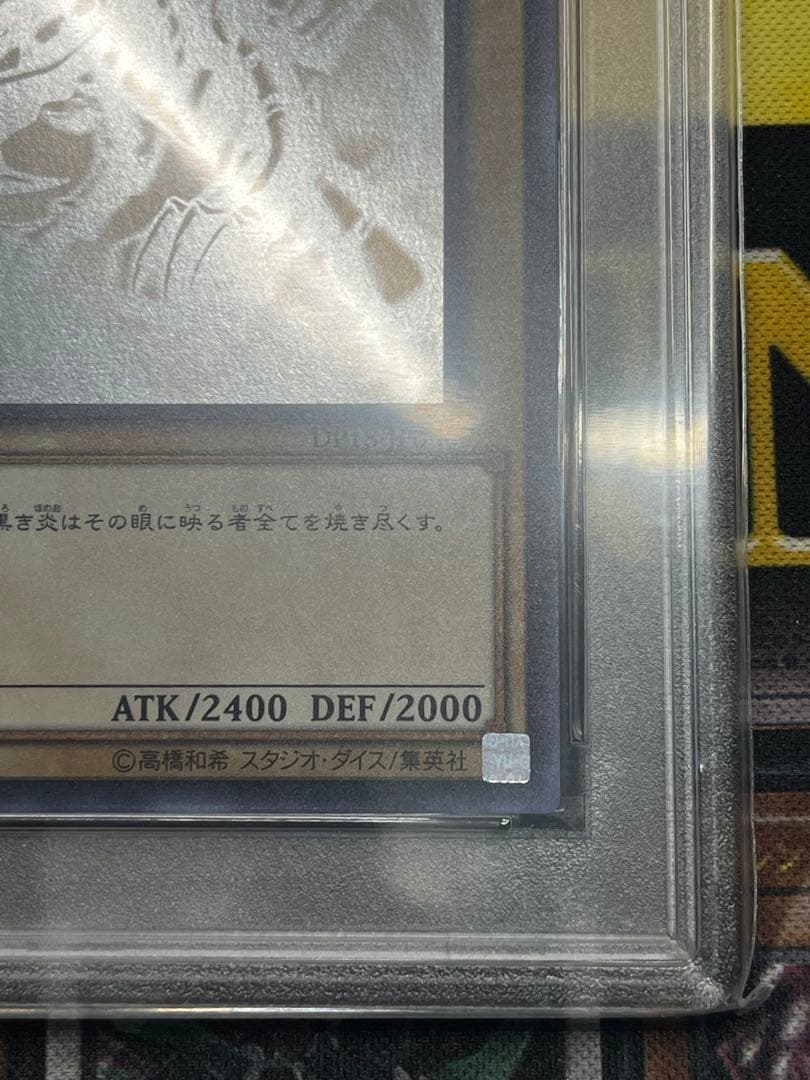 き炎はその眼に映る者全てを焼き尽くす。
ATK/2400 DEF/2000
©高橋和希 スタジオ・ダイス/集英社